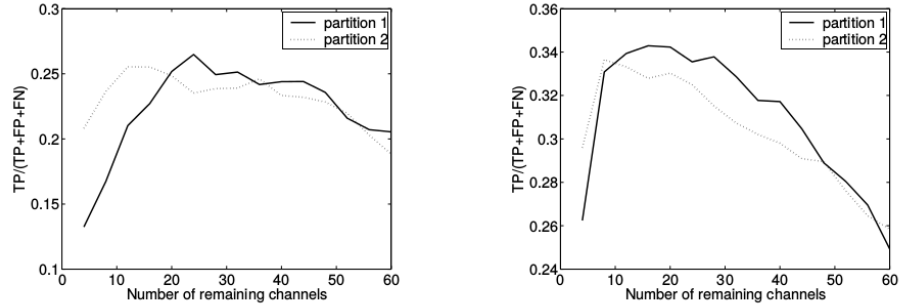 0.3
0.25
0.2
0.15
0.1
TP/(TP+FP+FN)
partition 1
partition 2
0 10 20 30 40 50 60
Number of remaining channels
0.36
0.34
0.32
0.3
0.28
0.26
0.24
TP/(TP+FP+FN)
partition 1
partition 2
0 10 20 30 40 50 60
Number of remaining channels